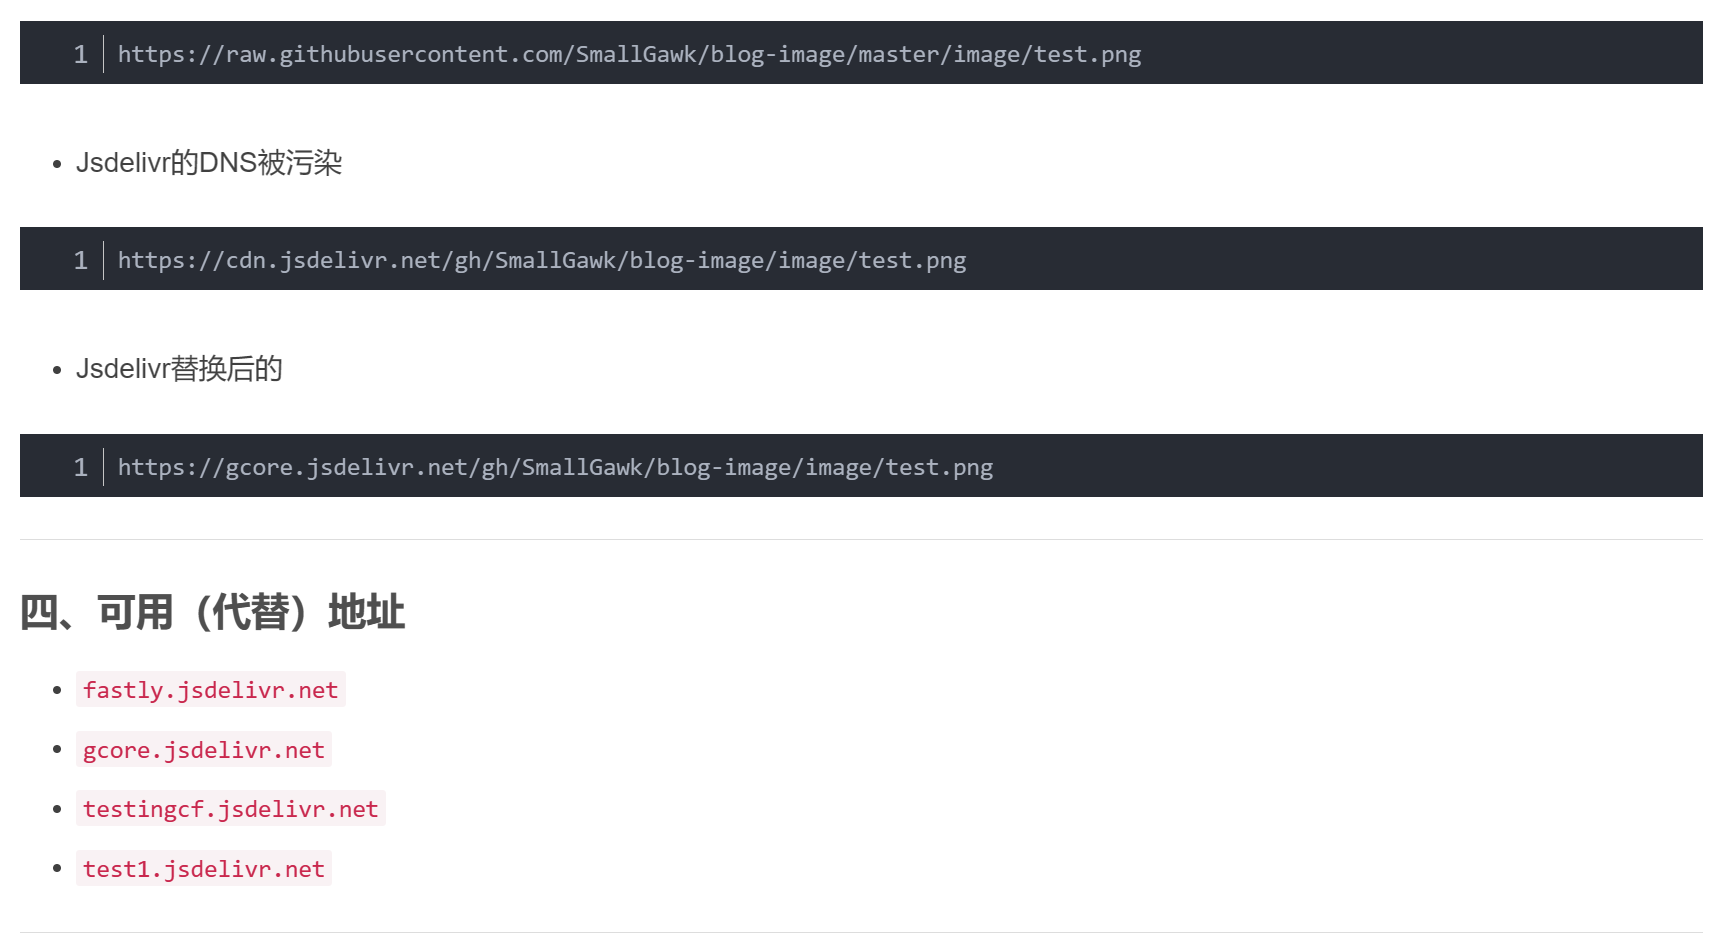 1 https://raw.githubusercontent.com/SmallGawk/blog-image/master/image/test.png
• Jsdelivr的DNS被污染
1 https://cdn.jsdelivr.net/gh/SmallGawk/blog-image/image/test.png
• Jsdelivr替换后的
1 https://gcore.jsdelivr.net/gh/SmallGawk/blog-image/image/test.png
四、可用（代替）地址
• fastly.jsdelivr.net
• gcore.jsdelivr.net
• testingcf.jsdelivr.net
• test1.jsdelivr.net